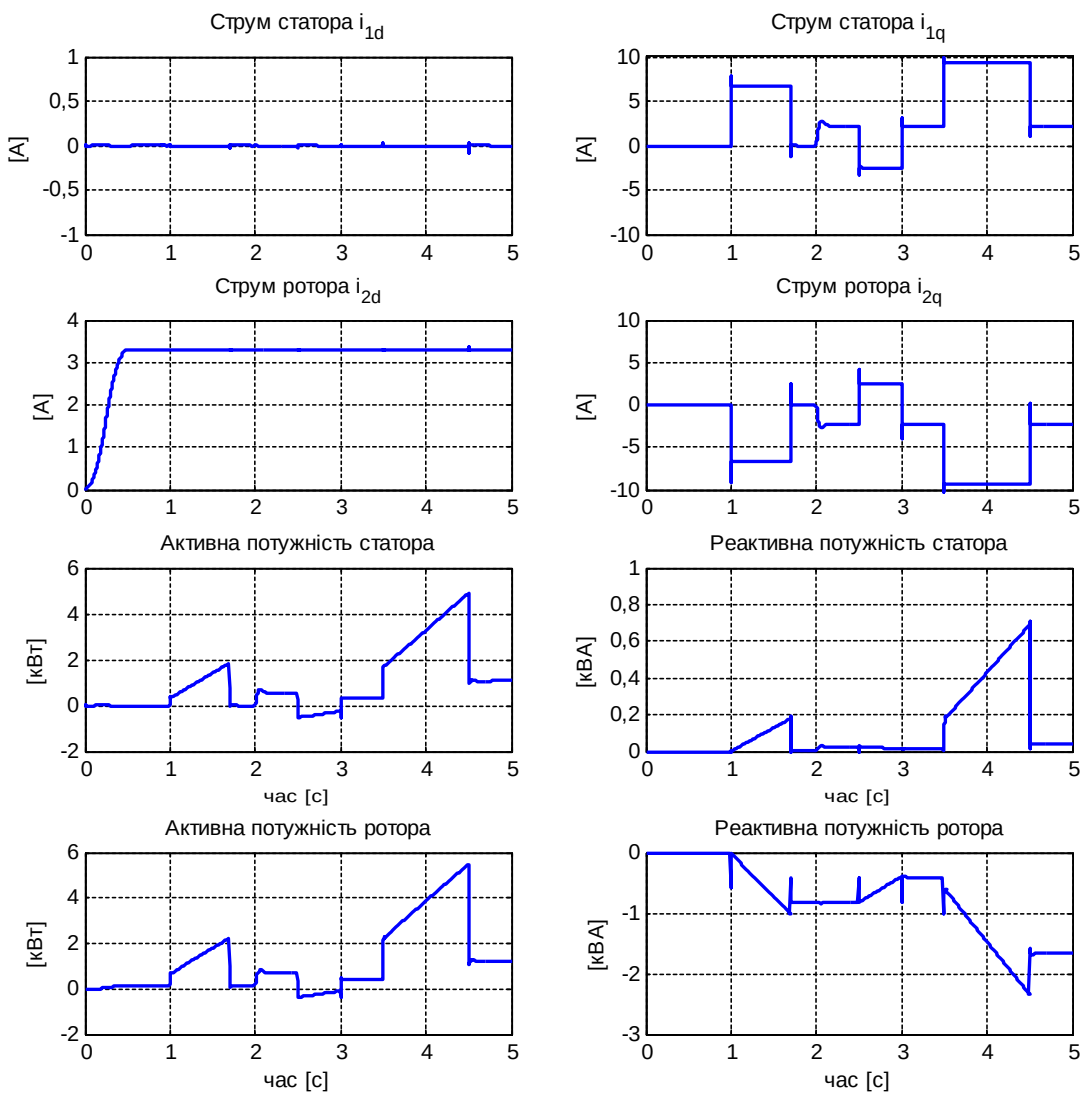 Струм статора i1d
[A]
1
0,5
0
-0,5
-1
0 1 2 3 4 5
Струм статора i1q
[A]
10
5
0
-5
-10
0 1 2 3 4 5
Струм ротора i2d
[A]
4
3
2
1
0
0 1 2 3 4 5
Струм ротора i2q
[A]
10
5
0
-5
-10
0 1 2 3 4 5
Активна потужність статора
[кВт]
6
4
2
0
-2
0 1 2 3 4 5
час [с]
Реактивна потужність статора
[кВА]
1
0,8
0,6
0,4
0,2
0
0 1 2 3 4 5
час [с]
Активна потужність ротора
[кВт]
6
4
2
0
-2
0 1 2 3 4 5
час [с]
Реактивна потужність ротора
[кВА]
0
-1
-2
-3
0 1 2 3 4 5
час [с]